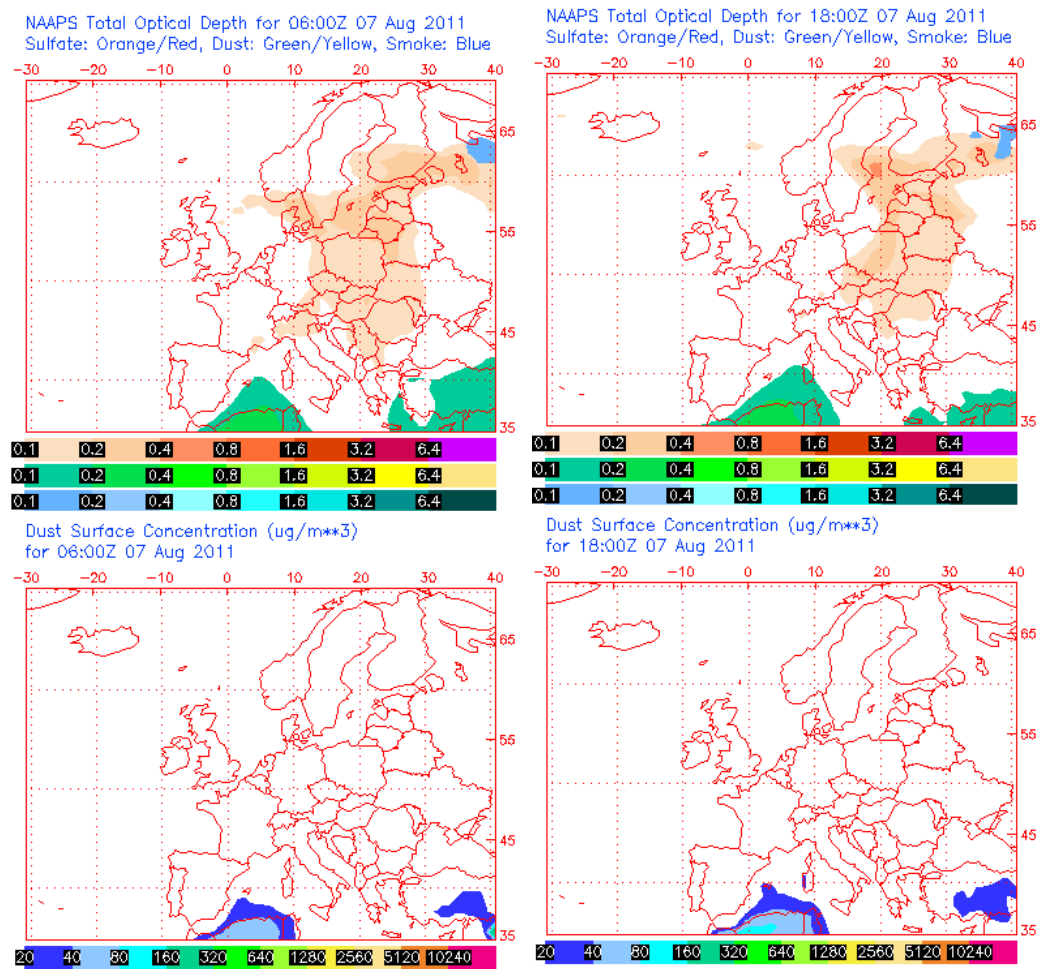 NAAPS Total Optical Depth for 06:00Z 07 Aug 2011
Sulfate: Orange/Red, Dust: Green/Yellow, Smoke: Blue
-30 -20 -10 0 10 20 30 40
65
55
45
35
0.1 0.2 0.4 0.8 1.6 3.2 6.4
0.1 0.2 0.4 0.8 1.6 3.2 6.4
0.1 0.2 0.4 0.8 1.6 3.2 6.4
NAAPS Total Optical Depth for 18:00Z 07 Aug 2011
Sulfate: Orange/Red, Dust: Green/Yellow, Smoke: Blue
-30 -20 -10 0 10 20 30 40
65
55
45
35
0.1 0.2 0.4 0.8 1.6 3.2 6.4
0.1 0.2 0.4 0.8 1.6 3.2 6.4
0.1 0.2 0.4 0.8 1.6 3.2 6.4
Dust Surface Concentration (ug/m**3)
for 06:00Z 07 Aug 2011
-30 -20 -10 0 10 20 30 40
65
55
45
35
20 40 80 160 320 640 1280 2560 5120 10240
Dust Surface Concentration (ug/m**3)
for 18:00Z 07 Aug 2011
-30 -20 -10 0 10 20 30 40
65
55
45
35
20 40 80 160 320 640 1280 2560 5120 10240